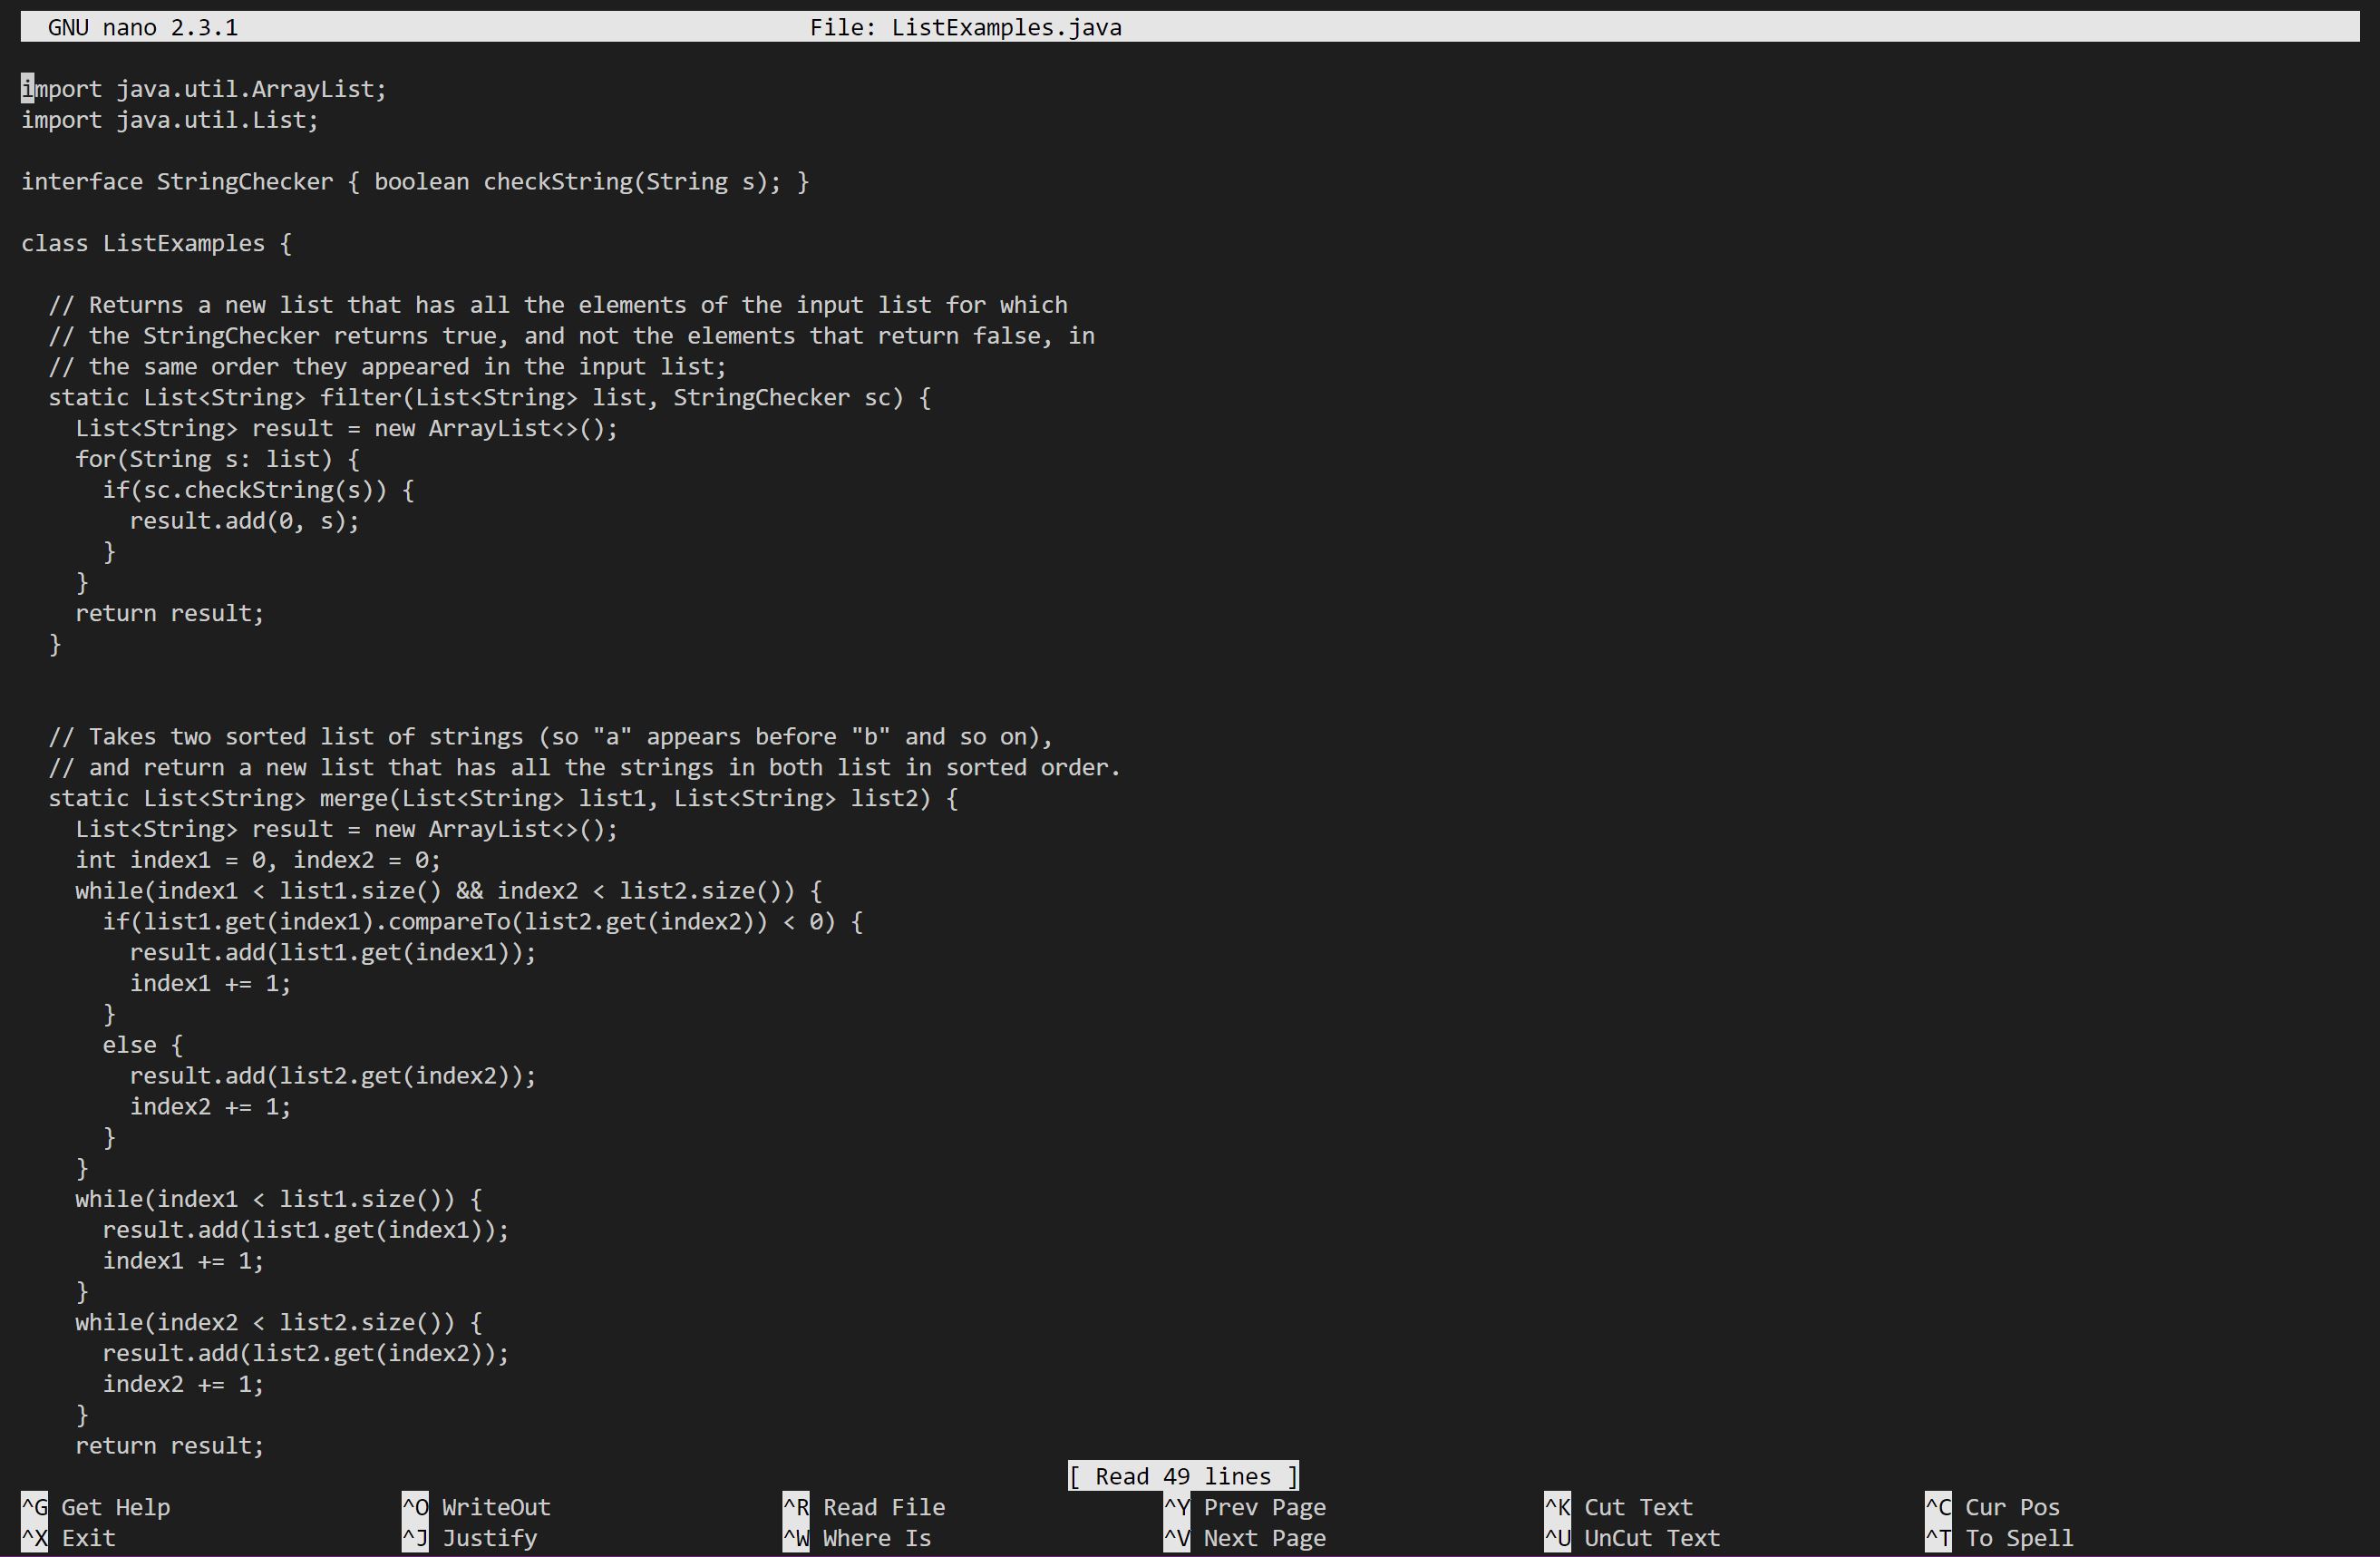 GNU nano 2.3.1 File: ListExamples.java
import java.util.ArrayList;
import java.util.List;

interface StringChecker { boolean checkString(String s); }

class ListExamples {

  // Returns a new list that has all the elements of the input list for which
  // the StringChecker returns true, and not the elements that return false, in
  // the same order they appeared in the input list;
  static List<String> filter(List<String> list, StringChecker sc) {
    List<String> result = new ArrayList<>();
    for(String s: list) {
      if(sc.checkString(s)) {
        result.add(0, s);
      }
    }
    return result;
  }


  // Takes two sorted list of strings (so "a" appears before "b" and so on),
  // and return a new list that has all the strings in both list in sorted order.
  static List<String> merge(List<String> list1, List<String> list2) {
    List<String> result = new ArrayList<>();
    int index1 = 0, index2 = 0;
    while(index1 < list1.size() && index2 < list2.size()) {
      if(list1.get(index1).compareTo(list2.get(index2)) < 0) {
        result.add(list1.get(index1));
        index1 += 1;
      }
      else {
        result.add(list2.get(index2));
        index2 += 1;
      }
    }
    while(index1 < list1.size()) {
      result.add(list1.get(index1));
      index1 += 1;
    }
    while(index2 < list2.size()) {
      result.add(list2.get(index2));
      index2 += 1;
    }
    return result;
[ Read 49 lines ]
^G Get Help ^O WriteOut ^R Read File ^Y Prev Page ^K Cut Text ^C Cur Pos
^X Exit ^J Justify ^W Where Is ^V Next Page ^U UnCut Text ^T To Spell